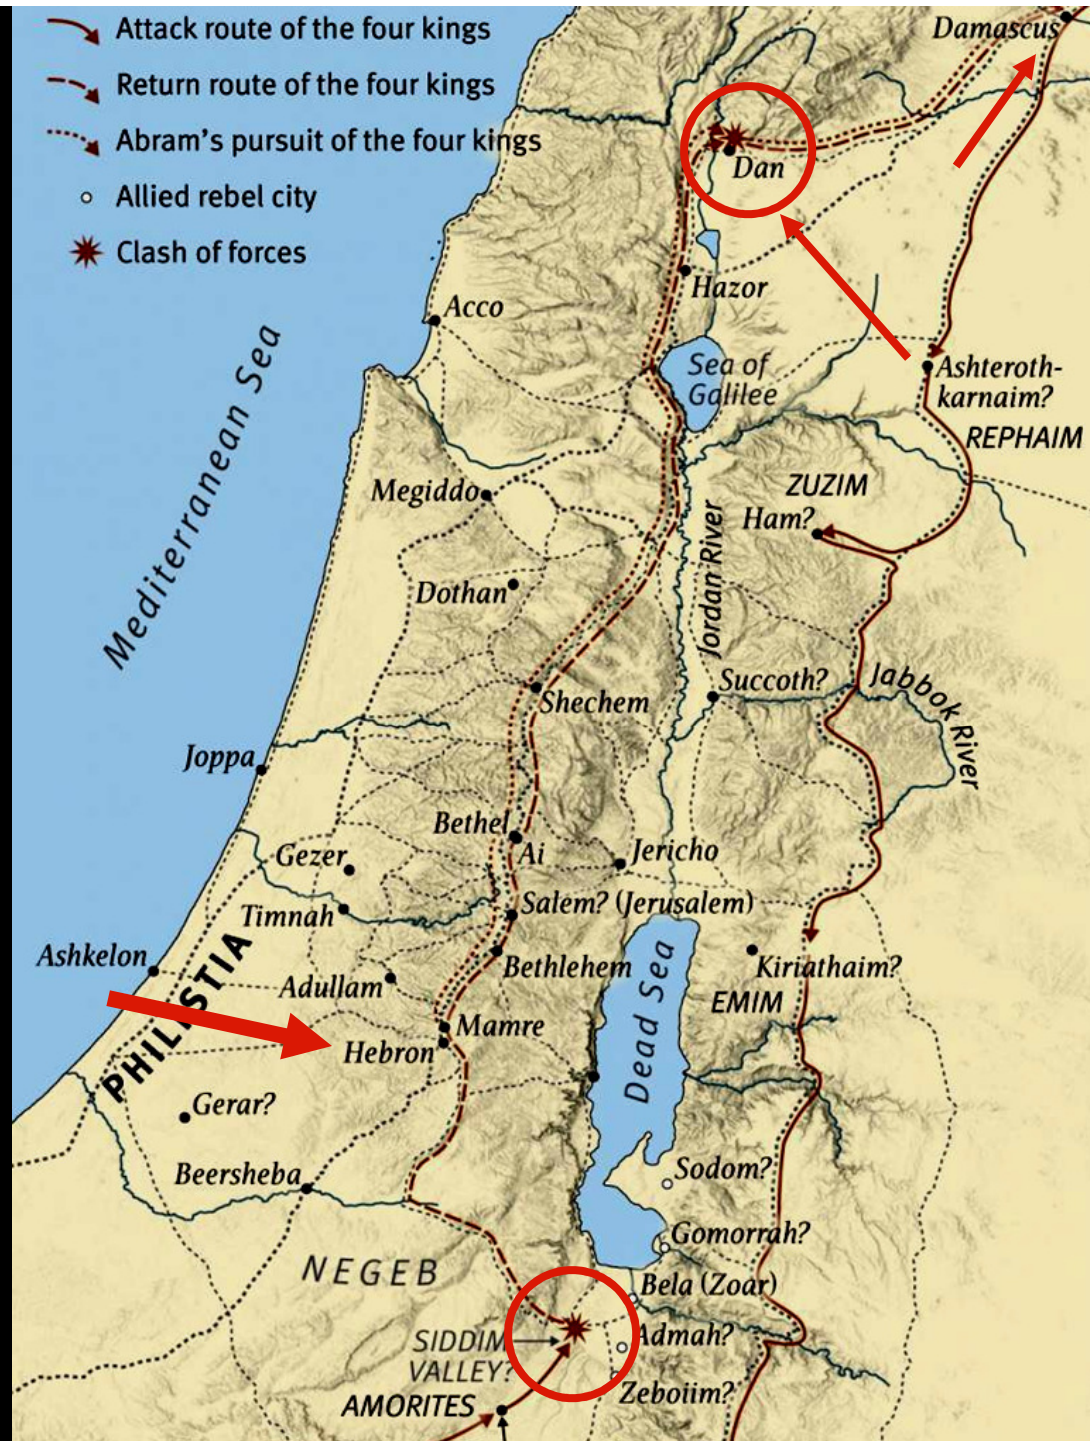 Attack route of the four kings
Return route of the four kings
Abram's pursuit of the four kings
Allied rebel city
Clash of forces
Damascus
Dan
Hazor
Acco
Sea of
Galilee
Ashteroth-
karnaim?
REPHAIM
Mediterranean Sea
Megiddo
ZUZIM
Ham?
Jordan River
Dothan
Shechem
Succoth?
Jabbok River
Joppa
Bethel
Ai
Jericho
Gezer
Timnah
Salem? (Jerusalem)
Ashkelon
PHILISTIA
Adullam
Bethlehem
Kiriathaim?
EMIM
Dead Sea
Mamre
Hebron
Gerar?
Beersheba
Sodom?
Gomorrah?
NEGEB
Bela (Zoar)
SIDDIM
VALLEY?
Admah?
Zeboiim?
AMORITES